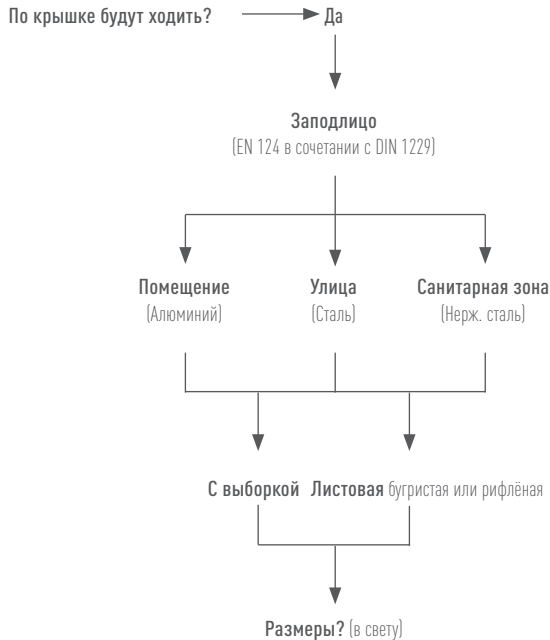 По крышке будут ходить? Да
Заподлицо
(EN 124 в сочетании с DIN 1229)
Помещение Улица Санитарная зона
(Алюминий) (Сталь) (Нерж. сталь)
С выборкой Листовая бугристая или рифлёная
Размеры? (в свету)